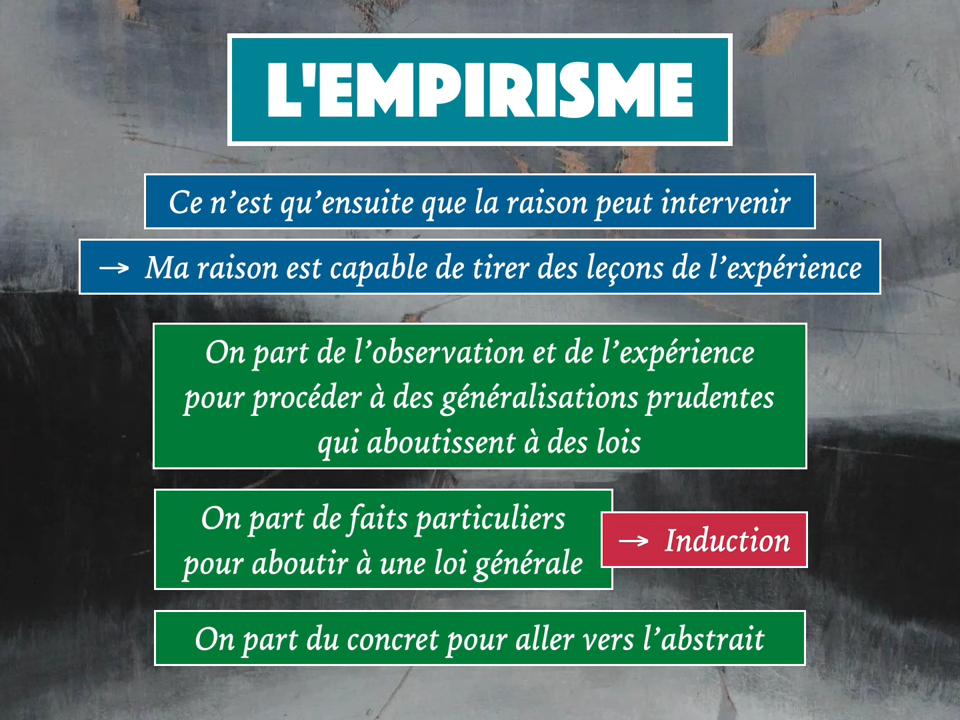 L'EMPIRISME
Ce n’est qu’ensuite que la raison peut intervenir
→ Ma raison est capable de tirer des leçons de l’expérience
On part de l’observation et de l’expérience
pour procéder à des généralisations prudentes
qui aboutissent à des lois
On part de faits particuliers
pour aboutir à une loi générale
→ Induction
On part du concret pour aller vers l’abstrait